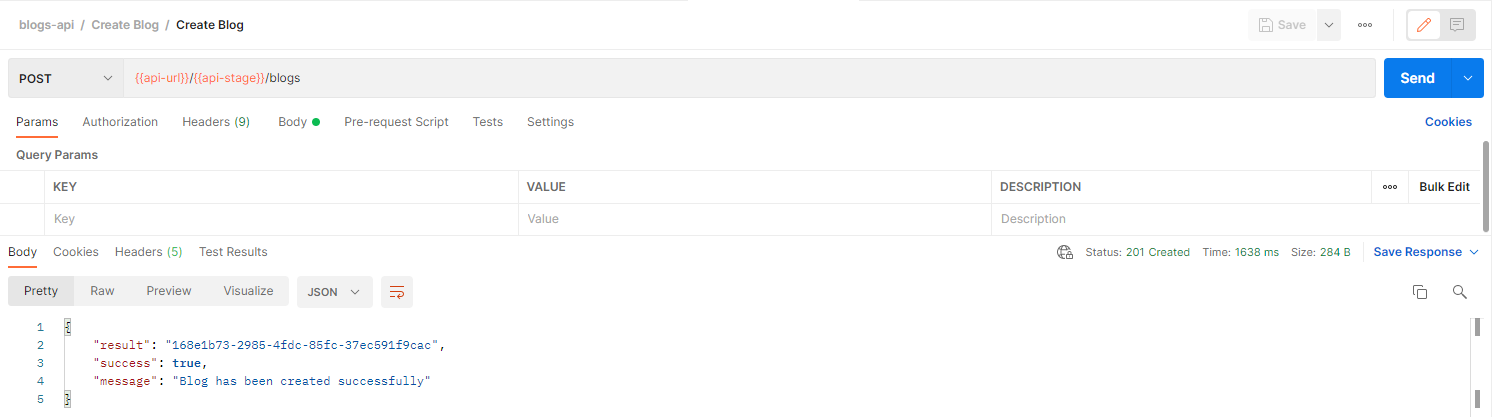 blogs-api / Create Blog / Create Blog
Save
POST
{{api-url}}/{{api-stage}}/blogs
Send
Params Authorization Headers (9) Body Pre-request Script Tests Settings Cookies
Query Params
KEY VALUE DESCRIPTION Bulk Edit
Key Value Description
Body Cookies Headers (5) Test Results Status: 201 Created Time: 1638 ms Size: 284 B Save Response
Pretty Raw Preview Visualize JSON
1 {
2 "result": "168e1b73-2985-4fdc-85fc-37ec591f9cac",
3 "success": true,
4 "message": "Blog has been created successfully"
5 }